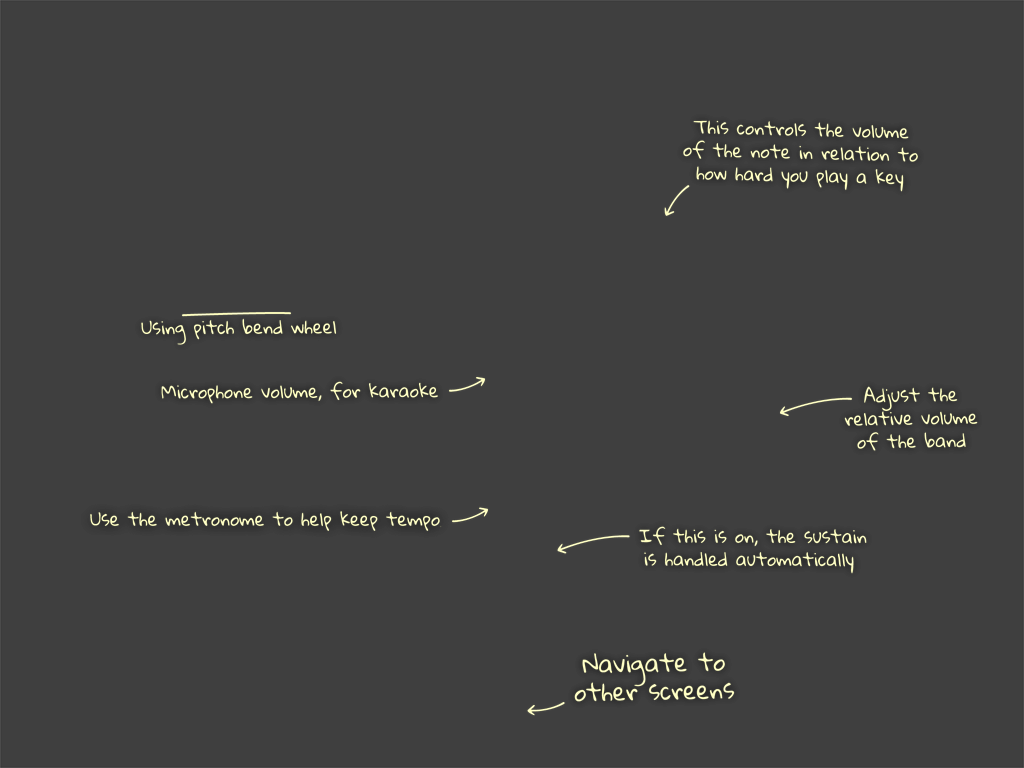 This controls the volume
of the note in relation to
how hard you play a key
Using pitch bend wheel
Microphone volume, for karaoke
Adjust the
relative volume
of the band
Use the metronome to help keep tempo
If this is on, the sustain
is handled automatically
Navigate to
other screens